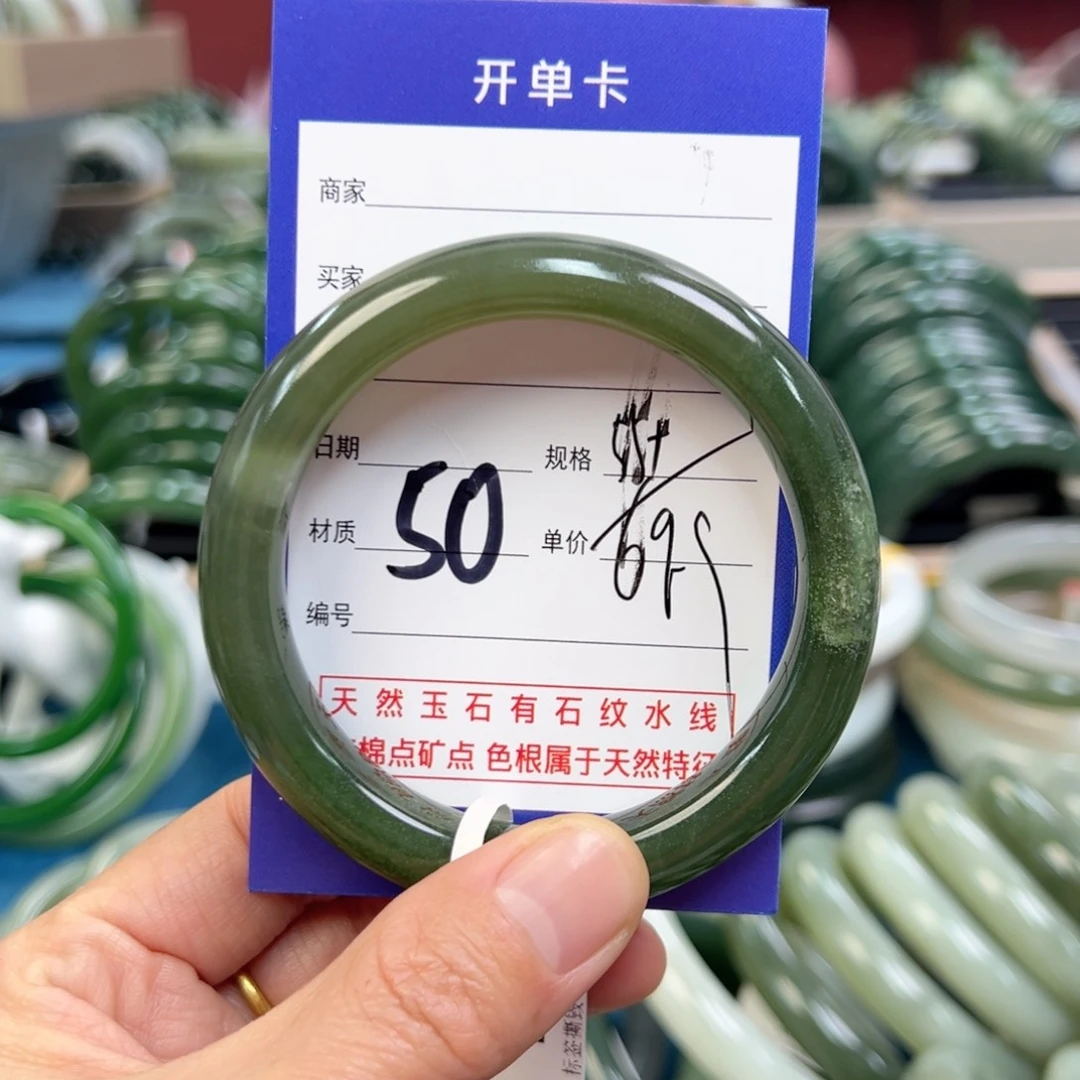 开单卡
商家
买家
日期
规格
材质 50 单价
编号
天然玉石有石纹水线
棉点矿点 色根属于天然特征